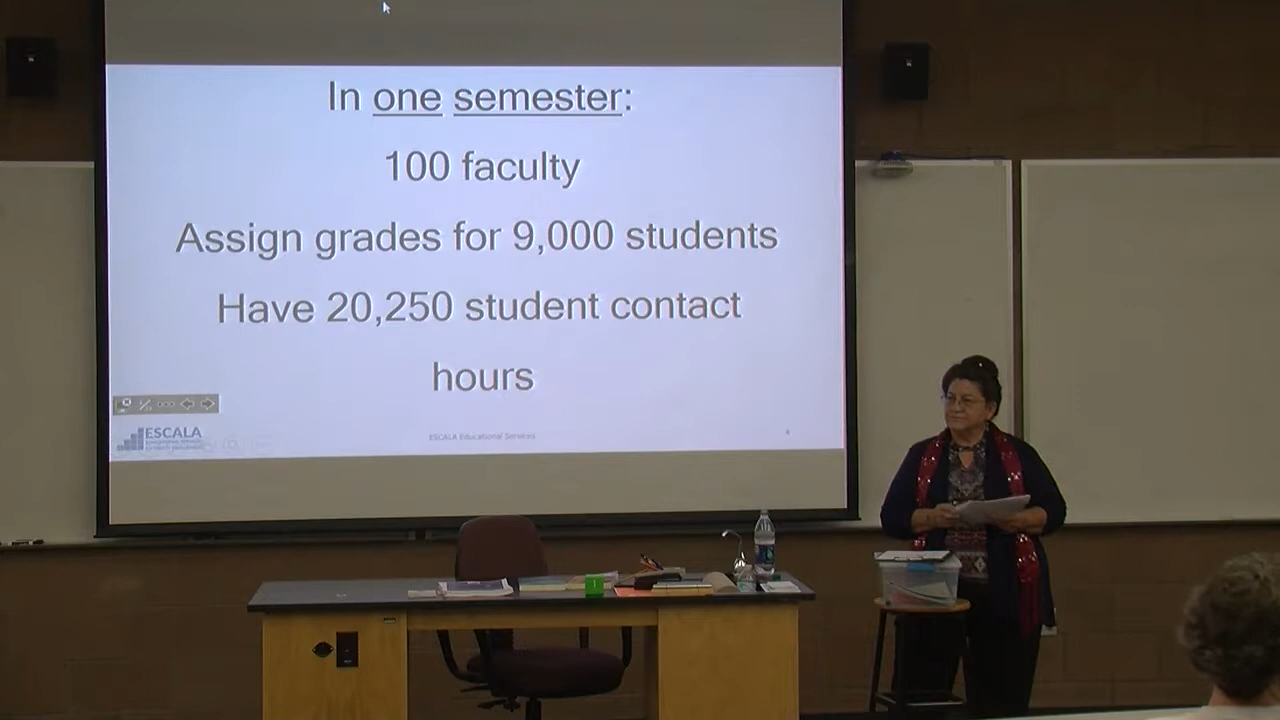 In one semester:
100 faculty
Assign grades for 9,000 students
Have 20,250 student contact
hours
ESCALA
ESCALA Educational Services